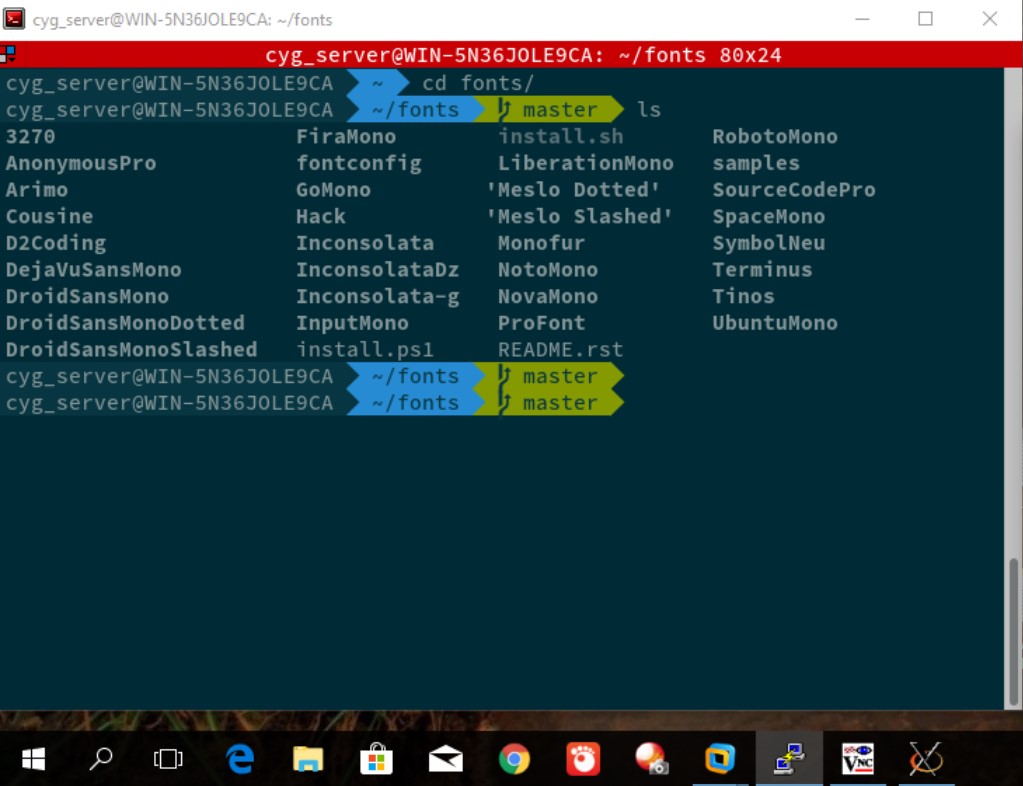 cyg_server@WIN-5N36JOLE9CA: ~/fonts
cyg_server@WIN-5N36JOLE9CA: ~/fonts 80x24
cyg_server@WIN-5N36JOLE9CA ~ cd fonts/
cyg_server@WIN-5N36JOLE9CA ~/fonts master ls
3270 FiraMono install.sh RobotoMono
AnonymousPro fontconfig LiberationMono samples
Arimo GoMono 'Meslo Dotted' SourceCodePro
Cousine Hack 'Meslo Slashed' SpaceMono
D2Coding Inconsolata Monofur SymbolNeu
DejaVuSansMono InconsolataDz NotoMono Terminus
DroidSansMono Inconsolata-g NovaMono Tinos
DroidSansMonoDotted InputMono ProFont UbuntuMono
DroidSansMonoSlashed install.ps1 README.rst
cyg_server@WIN-5N36JOLE9CA ~/fonts master
cyg_server@WIN-5N36JOLE9CA ~/fonts master
VNC